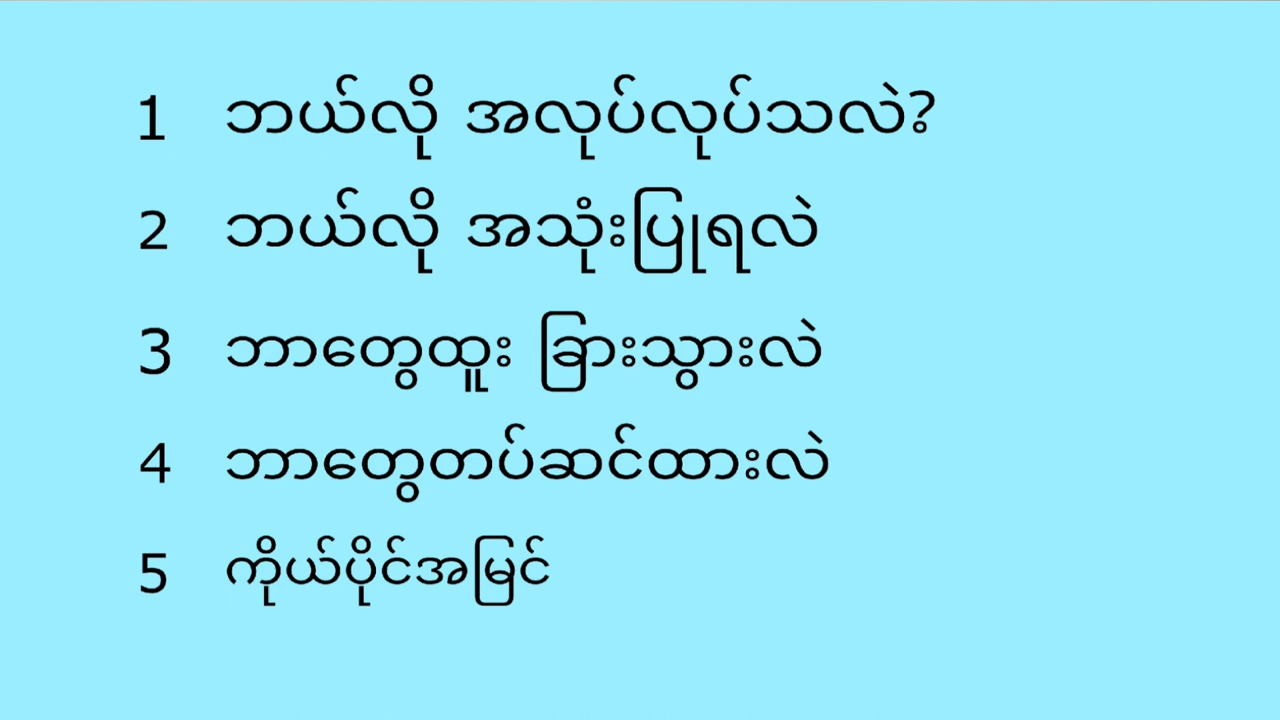 1 ဘယ်လို အလုပ်လုပ်သလဲ?
2 ဘယ်လို အသုံးပြုရလဲ
3 ဘာတွေထူး ခြားသွားလဲ
4 ဘာတွေတပ်ဆင်ထားလဲ
5 ကိုယ်ပိုင်အမြင်